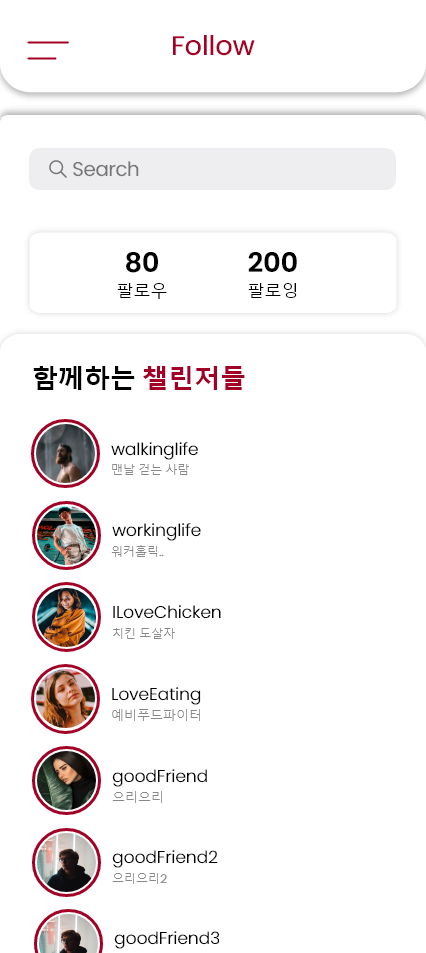 Follow
Search
80 200
팔로우 팔로잉
함께하는 챌린저들
walkinglife
맨날 걷는 사람
workinglife
워커홀릭..
ILoveChicken
치킨 도살자
LoveEating
예비푸드파이터
goodFriend
으리으리
goodFriend2
으리으리2
goodFriend3